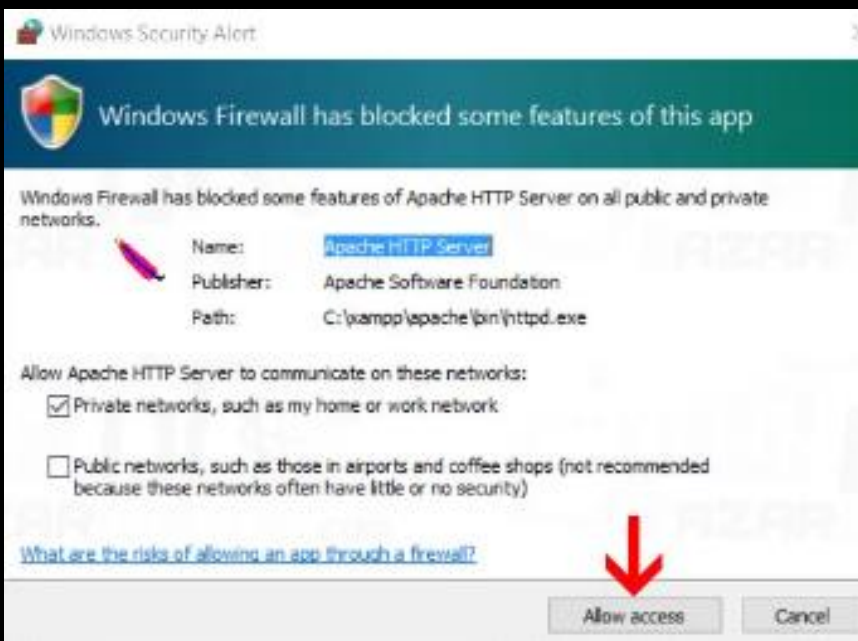 Windows Security Alert
Windows Firewall has blocked some features of this app
Windows Firewall has blocked some features of Apache HTTP Server on all public and private
networks.
Name: Apache HTTP Server
Publisher: Apache Software Foundation
Path: C:\xampp\apache\bin\httpd.exe
Allow Apache HTTP Server to communicate on these networks:
Private networks, such as my home or work network
Public networks, such as those in airports and coffee shops (not recommended
because these networks often have little or no security)
What are the risks of allowing an app through a firewall?
Allow access Cancel